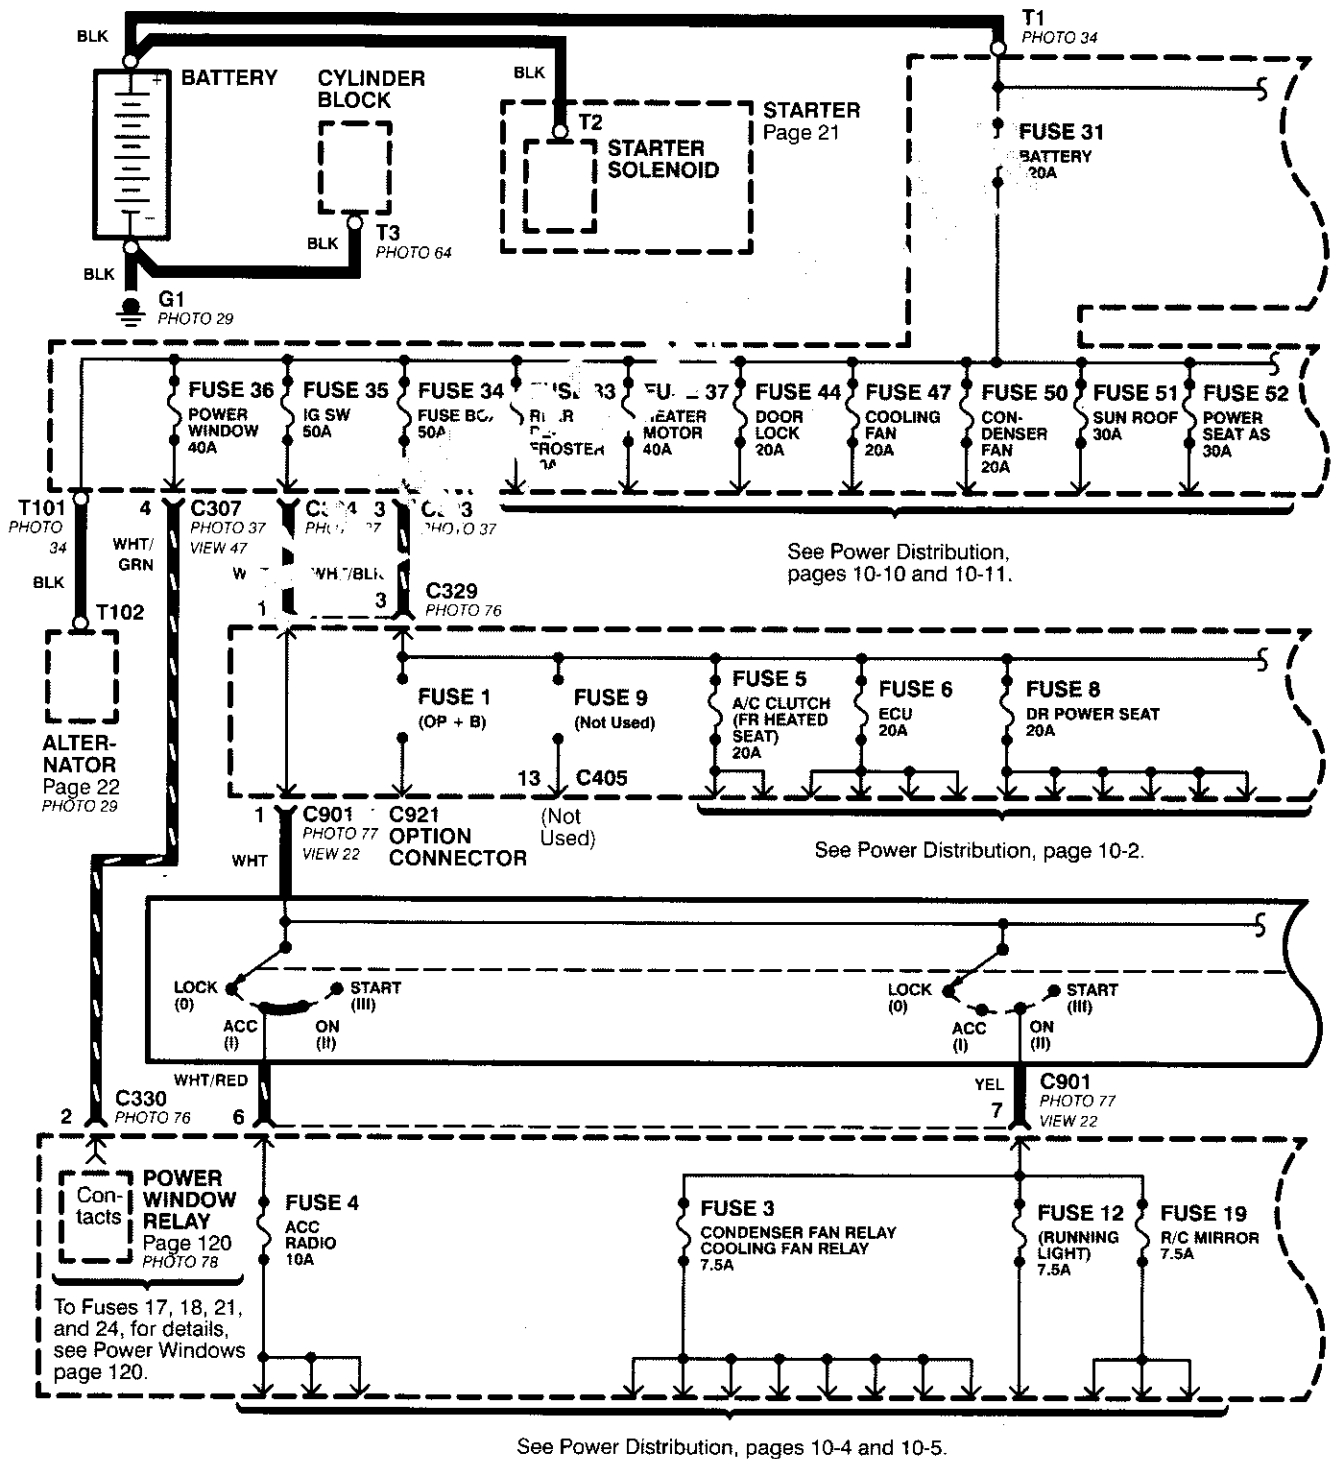 T1
PHOTO 34
BLK
BATTERY
+
−
CYLINDER
BLOCK
BLK
T2
STARTER
SOLENOID
STARTER
Page 21
FUSE 31
BATTERY
BLK
T3
PHOTO 64
BLK
G1
PHOTO 29
FUSE 36
POWER
WINDOW
40A
FUSE 35
IG SW
50A
FUSE 34
FUSE
50A
33
37
MOTOR
40A
FUSE 44
DOOR
LOCK
20A
FUSE 47
COOLING
FAN
20A
FUSE 50
CON-
DENSER
FAN
20A
FUSE 51
SUN ROOF
30A
FUSE 52
POWER
SEAT AS
30A
T101
PHOTO
34
BLK
T102
4
C307
PHOTO 37
VIEW 47
WHT/
GRN
3
37
1
3
C329
PHOTO 76
See Power Distribution,
pages 10-10 and 10-11.
ALTER-
NATOR
Page 22
PHOTO 29
FUSE 1
(OP + B)
FUSE 9
(Not Used)
FUSE 5
A/C CLUTCH
(FR HEATED
SEAT)
20A
FUSE 6
ECU
20A
FUSE 8
DR POWER SEAT
20A
1
C901
PHOTO 77
VIEW 22
WHT
C921
OPTION
CONNECTOR
13
C405
(Not
Used)
See Power Distribution, page 10-2.
LOCK
(0)
ACC
(I)
ON
(II)
START
(III)
LOCK
(0)
ACC
(I)
ON
(II)
START
(III)
2
C330
PHOTO 76
WHT/RED
6
YEL
7
C901
PHOTO 77
VIEW 22
Con-
tacts
POWER
WINDOW
RELAY
Page 120
PHOTO 78
To Fuses 17, 18, 21,
and 24, for details,
see Power Windows
page 120.
FUSE 4
ACC
RADIO
10A
FUSE 3
CONDENSER FAN RELAY
COOLING FAN RELAY
7.5A
FUSE 12
(RUNNING
LIGHT)
7.5A
FUSE 19
R/C MIRROR
7.5A
See Power Distribution, pages 10-4 and 10-5.